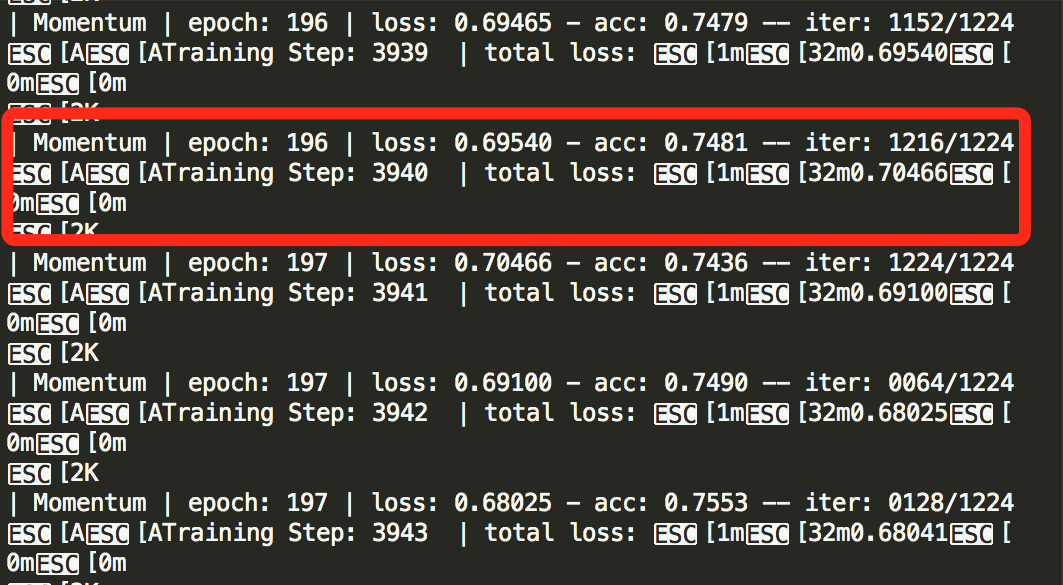 | Momentum | epoch: 196 | loss: 0.69465 - acc: 0.7479 -- iter: 1152/1224
ESC[AESC[ATraining Step: 3939  | total loss: ESC[1mESC[32m0.69540ESC[
0mESC[0m
ESC[2K
| Momentum | epoch: 196 | loss: 0.69540 - acc: 0.7481 -- iter: 1216/1224
ESC[AESC[ATraining Step: 3940  | total loss: ESC[1mESC[32m0.70466ESC[
0mESC[0m
ESC[2K
| Momentum | epoch: 197 | loss: 0.70466 - acc: 0.7436 -- iter: 1224/1224
ESC[AESC[ATraining Step: 3941  | total loss: ESC[1mESC[32m0.69100ESC[
0mESC[0m
ESC[2K
| Momentum | epoch: 197 | loss: 0.69100 - acc: 0.7490 -- iter: 0064/1224
ESC[AESC[ATraining Step: 3942  | total loss: ESC[1mESC[32m0.68025ESC[
0mESC[0m
ESC[2K
| Momentum | epoch: 197 | loss: 0.68025 - acc: 0.7553 -- iter: 0128/1224
ESC[AESC[ATraining Step: 3943  | total loss: ESC[1mESC[32m0.68041ESC[
0mESC[0m